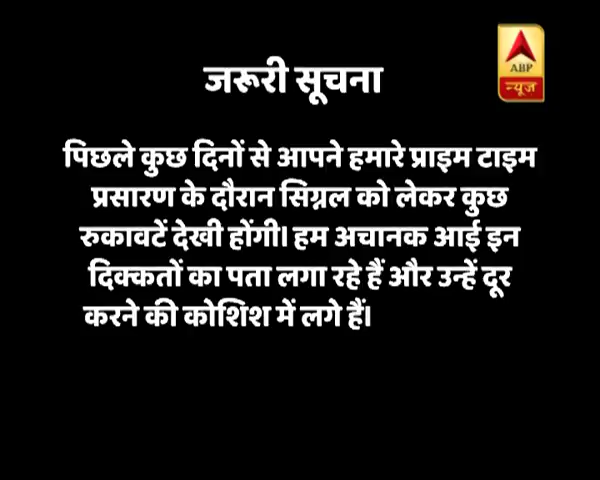 ABP
न्यूज़
जरूरी सूचना
पिछले कुछ दिनों से आपने हमारे प्राइम टाइम
प्रसारण के दौरान सिग्नल को लेकर कुछ
रुकावटें देखी होंगी। हम अचानक आई इन
दिक्कतों का पता लगा रहे हैं और उन्हें दूर
करने की कोशिश में लगे हैं।